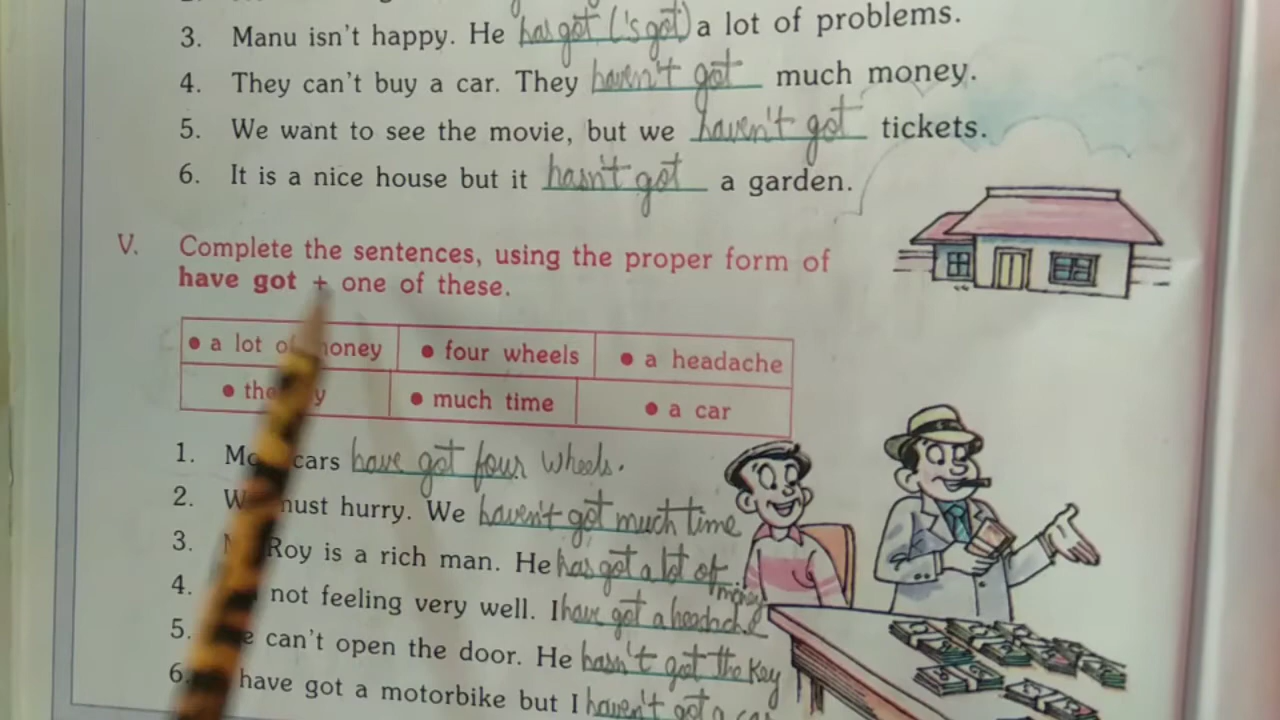 3. Manu isn't happy. He has got ('s got) a lot of problems.
4. They can't buy a car. They haven't got much money.
5. We want to see the movie, but we haven't got tickets.
6. It is a nice house but it hasn't got a garden.
V. Complete the sentences, using the proper form of
have got + one of these.
• a lot of money • four wheels • a headache
• the • much time • a car
1. cars have got four wheels.
2. must hurry. We haven't got much time
3. Roy is a rich man. He has got a lot of
money
4. not feeling very well. I have got a headache
5. can't open the door. He hasn't got the key
6. have got a motorbike but I haven't got a